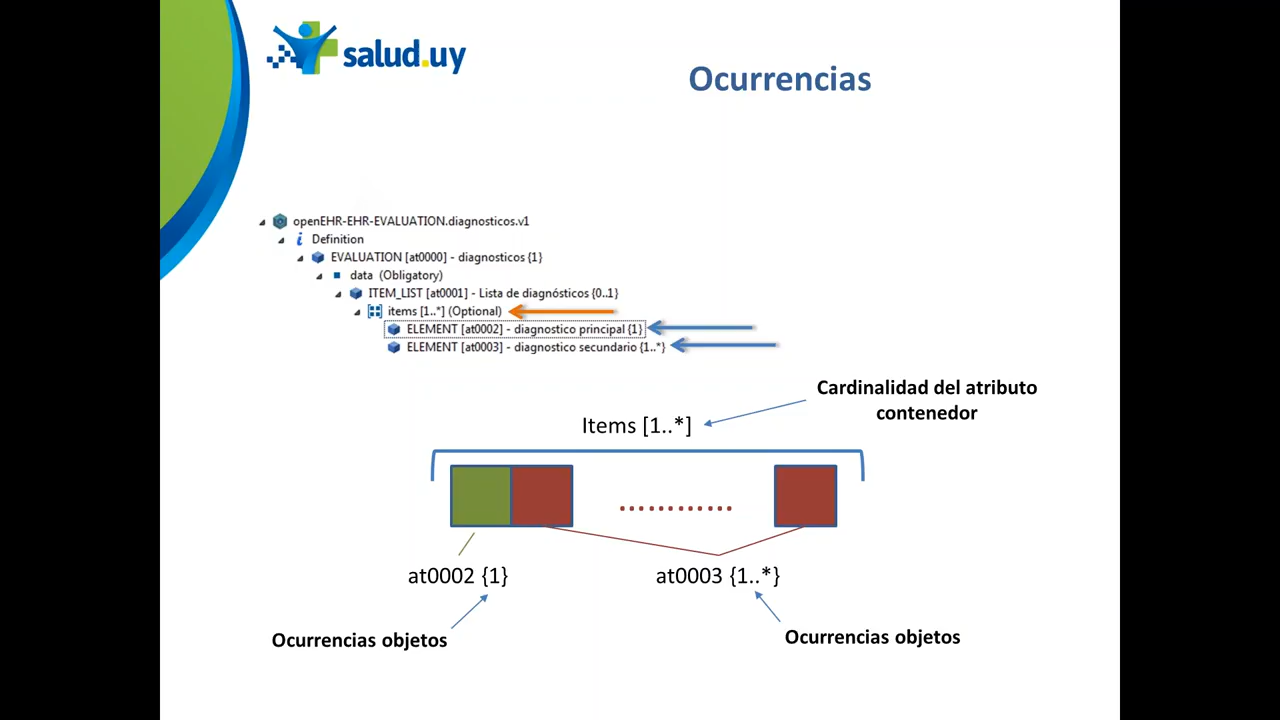 salud.uy
Ocurrencias
openEHR-EHR-EVALUATION.diagnosticos.v1
Definition
EVALUATION [at0000] - diagnosticos {1}
data (Obligatory)
ITEM_LIST [at0001] - Lista de diagnósticos {0..1}
items [1..*] (Optional)
ELEMENT [at0002] - diagnostico principal {1}
ELEMENT [at0003] - diagnostico secundario {1..*}
Cardinalidad del atributo
contenedor
Items [1..*]
at0002 {1}
at0003 {1..*}
Ocurrencias objetos
Ocurrencias objetos